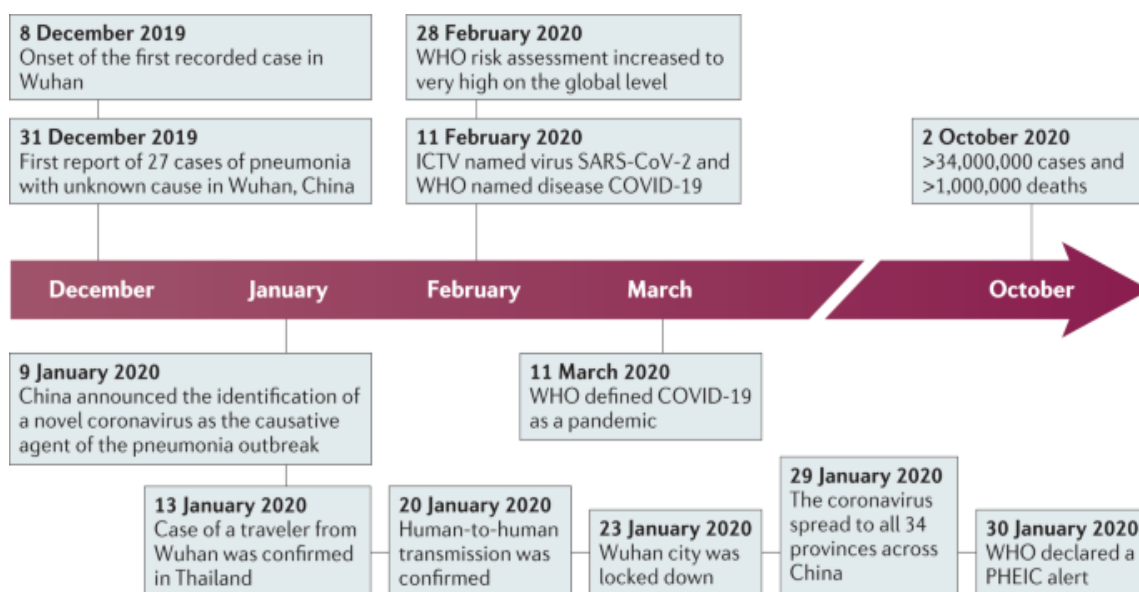 8 December 2019
Onset of the first recorded case in
Wuhan
31 December 2019
First report of 27 cases of pneumonia
with unknown cause in Wuhan, China
28 February 2020
WHO risk assessment increased to
very high on the global level
11 February 2020
ICTV named virus SARS-CoV-2 and
WHO named disease COVID-19
2 October 2020
>34,000,000 cases and
>1,000,000 deaths
December
January
February
March
October
9 January 2020
China announced the identification of
a novel coronavirus as the causative
agent of the pneumonia outbreak
11 March 2020
WHO defined COVID-19
as a pandemic
13 January 2020
Case of a traveler from
Wuhan was confirmed
in Thailand
20 January 2020
Human-to-human
transmission was
confirmed
23 January 2020
Wuhan city was
locked down
29 January 2020
The coronavirus
spread to all 34
provinces across
China
30 January 2020
WHO declared a
PHEIC alert